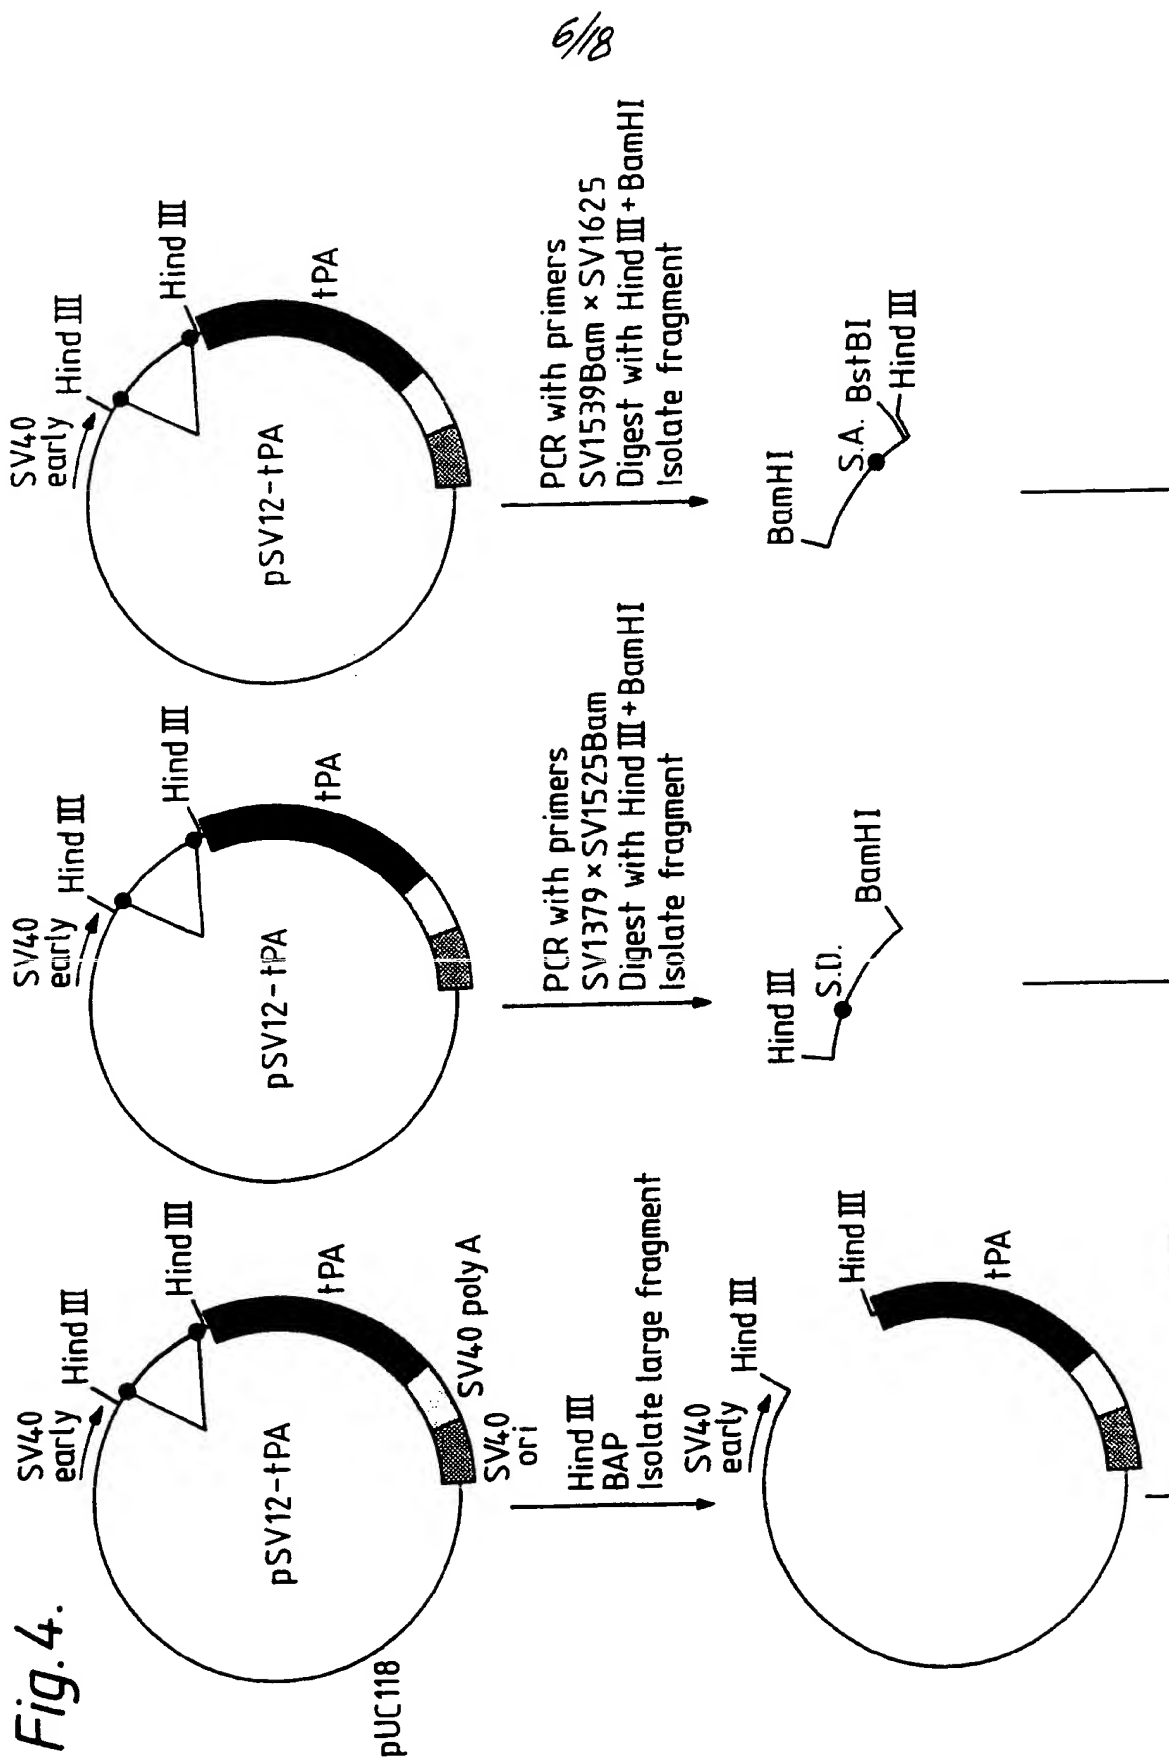 6/18
Fig. 4.
SV40
early
Hind III
Hind III
pSV12-tPA
tPA
SV40 poly A
SV40
ori
pUC118
Hind III
BAP
Isolate large fragment
SV40
early
Hind III
Hind III
tPA
SV40
early
Hind III
Hind III
pSV12-tPA
tPA
PCR with primers
SV1379 × SV1525Bam
Digest with Hind III + BamHI
Isolate fragment
Hind III
S.D.
BamHI
SV40
early
Hind III
Hind III
pSV12-tPA
tPA
PCR with primers
SV1539Bam × SV1625
Digest with Hind III + BamHI
Isolate fragment
BamHI
S.A.
BstBI
Hind III